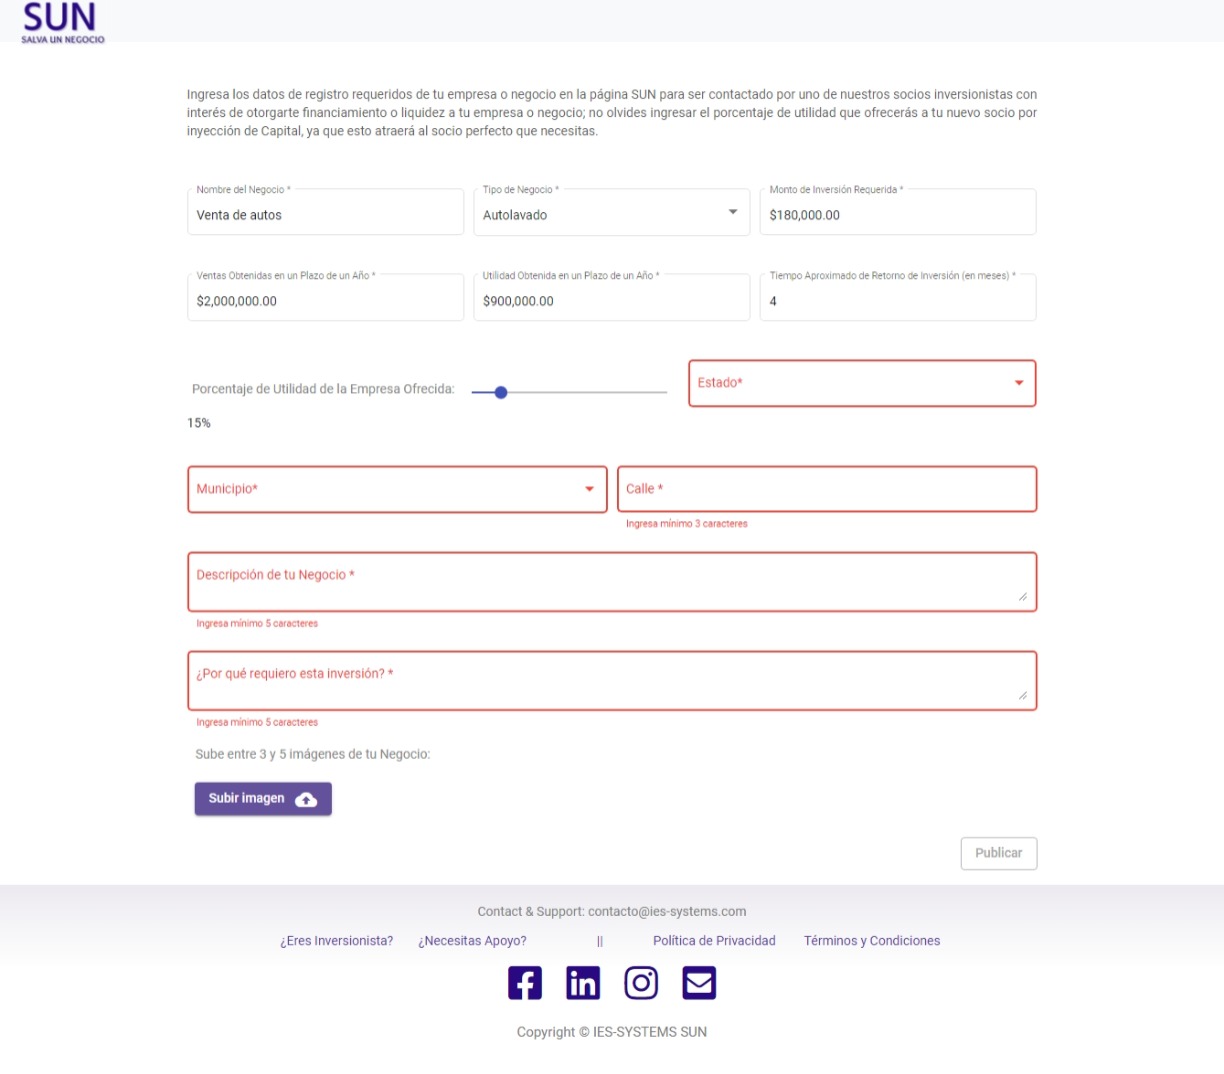 SUN
SALVA UN NEGOCIO
Ingresa los datos de registro requeridos de tu empresa o negocio en la página SUN para ser contactado por uno de nuestros socios inversionistas con
interés de otorgarte financiamiento o liquidez a tu empresa o negocio; no olvides ingresar el porcentaje de utilidad que ofrecerás a tu nuevo socio por
inyección de Capital, ya que esto atraerá al socio perfecto que necesitas.
Nombre del Negocio * Tipo de Negocio * Monto de Inversión Requerida *
Venta de autos Autolavado $180,000.00
Ventas Obtenidas en un Plazo de un Año * Utilidad Obtenida en un Plazo de un Año * Tiempo Aproximado de Retorno de Inversión (en meses) *
$2,000,000.00 $900,000.00 4
Porcentaje de Utilidad de la Empresa Ofrecida: Estado*
15%
Municipio* Calle *
Ingresa mínimo 3 caracteres
Descripción de tu Negocio *
Ingresa mínimo 5 caracteres
¿Por qué requiero esta inversión? *
Ingresa mínimo 5 caracteres
Sube entre 3 y 5 imágenes de tu Negocio:
Subir imagen
Publicar
Contact & Support: contacto@ies-systems.com
¿Eres Inversionista? ¿Necesitas Apoyo? || Política de Privacidad Términos y Condiciones
Copyright © IES-SYSTEMS SUN